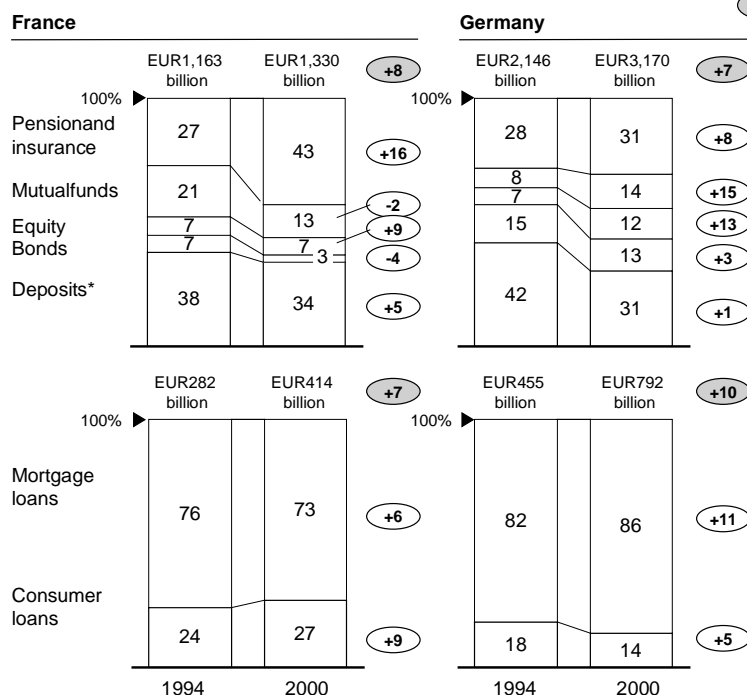 France
Germany
EUR1,163 billion
EUR1,330 billion
+8
EUR2,146 billion
EUR3,170 billion
+7
100%
100%
Pensionand
insurance
27
43
+16
28
31
+8
Mutualfunds
21
13
-2
8
14
+15
Equity
7
7
+9
7
12
+13
Bonds
7
3
-4
15
13
+3
Deposits*
38
34
+5
42
31
+1
EUR282 billion
EUR414 billion
+7
EUR455 billion
EUR792 billion
+10
100%
100%
Mortgage
loans
76
73
+6
82
86
+11
Consumer
loans
24
27
+9
18
14
+5
1994
2000
1994
2000